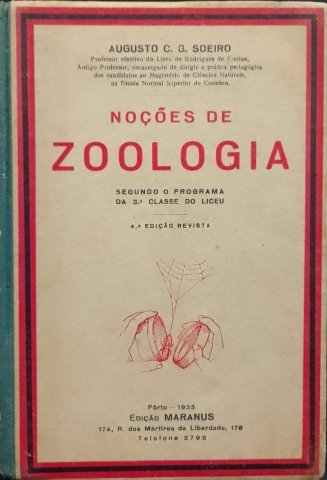 AUGUSTO C. G. SOEIRO
Professor efectivo do Liceu de Rodrigues de Freitas,
Antigo Professor, encarregado de dirigir a prática pedagógica
dos candidatos ao Magistério de Ciências Naturais,
na Escola Normal Superior de Coimbra.
NOÇÕES DE
ZOOLOGIA
SEGUNDO O PROGRAMA
DA 3.ª CLASSE DO LICEU
4.ª EDIÇÃO REVISTA
Pôrto — 1935
EDIÇÃO MARANUS
174, R. dos Mártires da Liberdade, 178
Telefone 2798